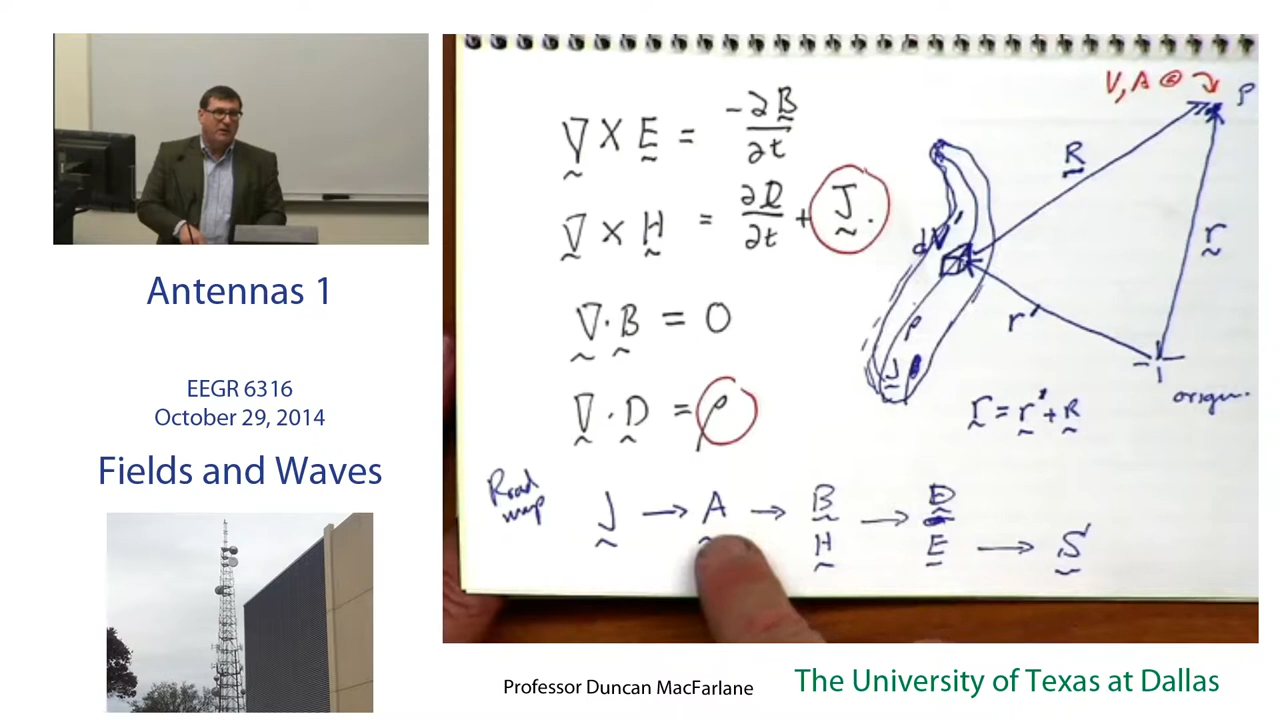 Antennas 1
EEGR 6316
October 29, 2014
Fields and Waves
∇ × E = -∂B/∂t
∇ × H = ∂D/∂t + J.
∇ · B = 0
∇ · D = ρ
V, A @
P
R
r
dV
r'
ρ
J
origin.
r = r' + R
Road map
J → A → B → D
H E → S
Professor Duncan MacFarlane
The University of Texas at Dallas